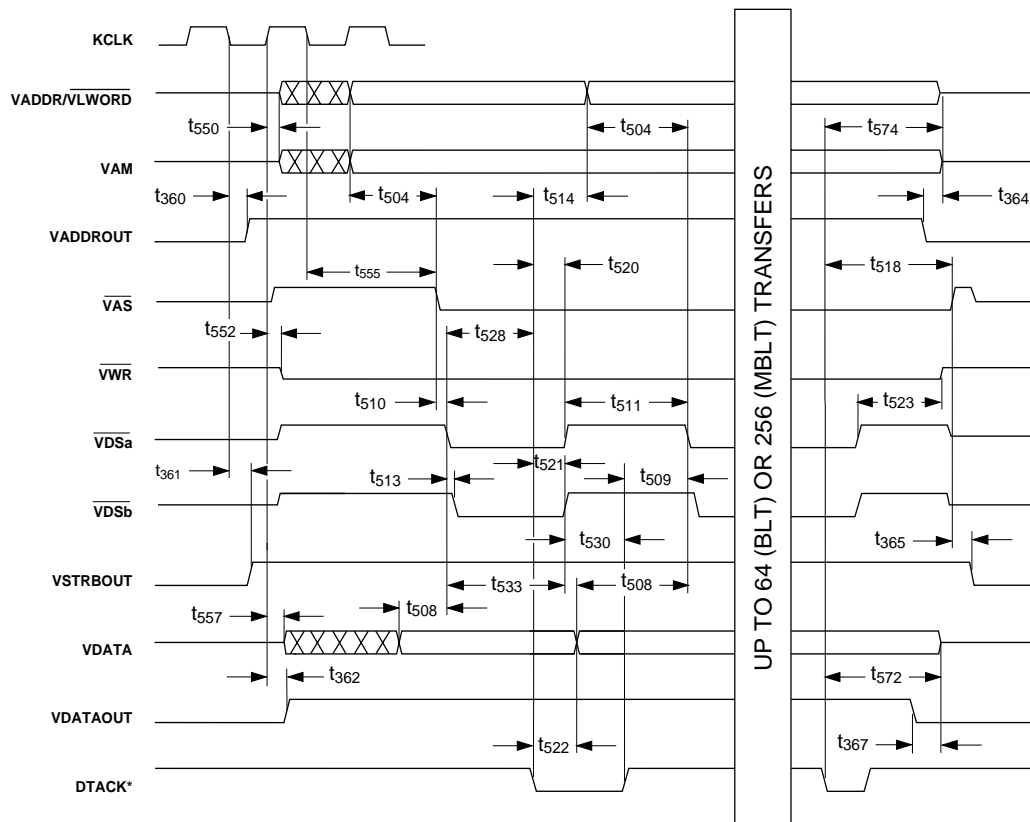 KCLK
VADDR/VLWORD
t550
t504
t574
VAM
t360
t504
t514
t364
VADDROUT
t555
t520
t518
VAS
t552
t528
VWR
t510
t511
t523
VDSa
t361
t513
t521
t509
VDSb
t530
t365
VSTRBOUT
t533
t508
t557
t508
VDATA
t362
t572
VDATAOUT
t522
t367
DTACK*
UP TO 64 (BLT) OR 256 (MBLT) TRANSFERS